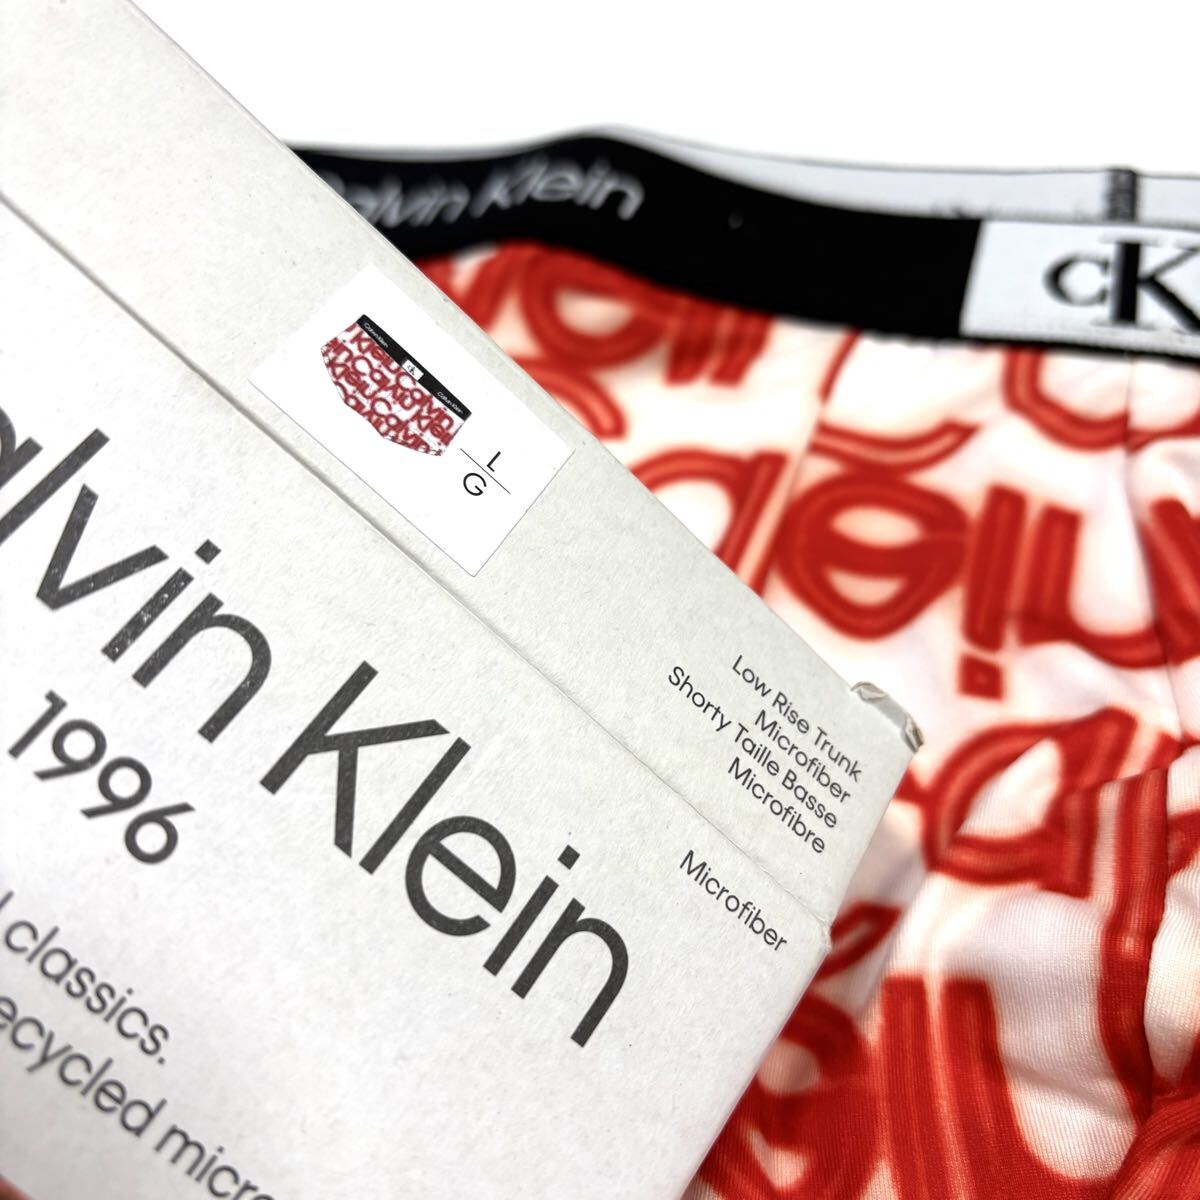 Calvin Klein
CK
L
G
Low Rise Trunk
Microfiber
Shorty Taille Basse
Microfibre
Microfiber
alvin Klein
1996
classics.
ecycled micro